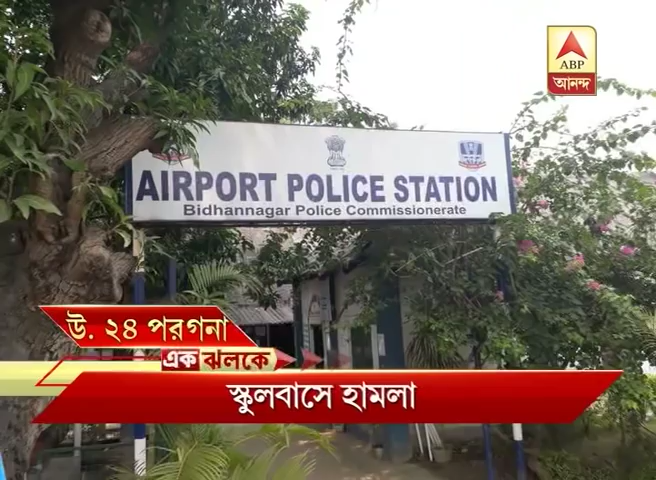 ABP
আনন্দ
AIRPORT POLICE STATION
Bidhannagar Police Commissionerate
উ. ২৪ পরগনা
এক ঝলকে
স্কুলবাসে হামলা